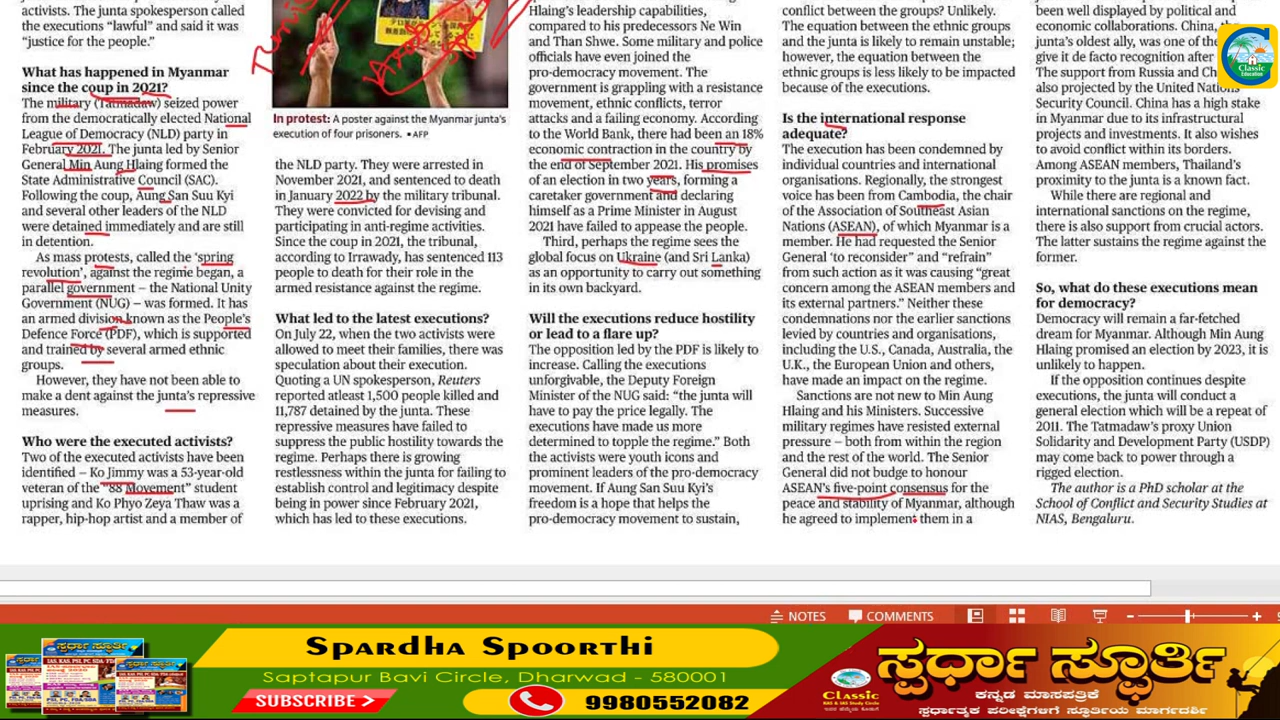 activists. The junta spokesperson called
the executions "lawful" and said it was
"justice for the people."
What has happened in Myanmar
since the coup in 2021?
The military (Tatmadaw) seized power
from the democratically elected National
League of Democracy (NLD) party in
February 2021. The junta led by Senior
General Min Aung Hlaing formed the
State Administrative Council (SAC).
Following the coup, Aung San Suu Kyi
and several other leaders of the NLD
were detained immediately and are still
in detention.
As mass protests, called the 'spring
revolution', against the regime began, a
parallel government – the National Unity
Government (NUG) – was formed. It has
an armed division known as the People's
Defence Force (PDF), which is supported
and trained by several armed ethnic
groups.
However, they have not been able to
make a dent against the junta's repressive
measures.
Who were the executed activists?
Two of the executed activists have been
identified – Ko Jimmy was a 53-year-old
veteran of the "88 Movement" student
uprising and Ko Phyo Zeya Thaw was a
rapper, hip-hop artist and a member of
In protest: A poster against the Myanmar junta's
execution of four prisoners. • AFP
the NLD party. They were arrested in
November 2021, and sentenced to death
in January 2022 by the military tribunal.
They were convicted for devising and
participating in anti-regime activities.
Since the coup in 2021, the tribunal,
according to Irrawady, has sentenced 113
people to death for their role in the
armed resistance against the regime.
What led to the latest executions?
On July 22, when the two activists were
allowed to meet their families, there was
speculation about their execution.
Quoting a UN spokesperson, Reuters
reported atleast 1,500 people killed and
11,787 detained by the junta. These
repressive measures have failed to
suppress the public hostility towards the
regime. Perhaps there is growing
restlessness within the junta for failing to
establish control and legitimacy despite
being in power since February 2021,
which has led to these executions.
Hlaing's leadership capabilities,
compared to his predecessors Ne Win
and Than Shwe. Some military and police
officials have even joined the
pro-democracy movement. The
government is grappling with a resistance
movement, ethnic conflicts, terror
attacks and a failing economy. According
to the World Bank, there had been an 18%
economic contraction in the country by
the end of September 2021. His promises
of an election in two years, forming a
caretaker government and declaring
himself as a Prime Minister in August
2021 have failed to appease the people.
Third, perhaps the regime sees the
global focus on Ukraine (and Sri Lanka)
as an opportunity to carry out something
in its own backyard.
Will the executions reduce hostility
or lead to a flare up?
The opposition led by the PDF is likely to
increase. Calling the executions
unforgivable, the Deputy Foreign
Minister of the NUG said: "the junta will
have to pay the price legally. The
executions have made us more
determined to topple the regime." Both
the activists were youth icons and
prominent leaders of the pro-democracy
movement. If Aung San Suu Kyi's
freedom is a hope that helps the
pro-democracy movement to sustain,
conflict between the groups? Unlikely.
The equation between the ethnic groups
and the junta is likely to remain unstable;
however, the equation between the
ethnic groups is less likely to be impacted
because of the executions.
Is the international response
adequate?
The execution has been condemned by
individual countries and international
organisations. Regionally, the strongest
voice has been from Cambodia, the chair
of the Association of Southeast Asian
Nations (ASEAN), of which Myanmar is a
member. He had requested the Senior
General 'to reconsider" and "refrain"
from such action as it was causing "great
concern among the ASEAN members and
its external partners." Neither these
condemnations nor the earlier sanctions
levied by countries and organisations,
including the U.S., Canada, Australia, the
U.K., the European Union and others,
have made an impact on the regime.
Sanctions are not new to Min Aung
Hlaing and his Ministers. Successive
military regimes have resisted external
pressure – both from within the region
and the rest of the world. The Senior
General did not budge to honour
ASEAN's five-point consensus for the
peace and stability of Myanmar, although
he agreed to implement them in a
been well displayed by political and
economic collaborations. China, the
junta's oldest ally, was one of the
give it de facto recognition after
The support from Russia and
also projected by the United Nations
Security Council. China has a high stake
in Myanmar due to its infrastructural
projects and investments. It also wishes
to avoid conflict within its borders.
Among ASEAN members, Thailand's
proximity to the junta is a known fact.
While there are regional and
international sanctions on the regime,
there is also support from crucial actors.
The latter sustains the regime against the
former.
So, what do these executions mean
for democracy?
Democracy will remain a far-fetched
dream for Myanmar. Although Min Aung
Hlaing promised an election by 2023, it is
unlikely to happen.
If the opposition continues despite
executions, the junta will conduct a
general election which will be a repeat of
2011. The Tatmadaw's proxy Union
Solidarity and Development Party (USDP)
may come back to power through a
rigged election.
The author is a PhD scholar at the
School of Conflict and Security Studies at
NIAS, Bengaluru.
Classic
Education
NOTES
COMMENTS
Spardha Spoorthi
Saptapur Bavi Circle, Dharwad - 580001
SUBSCRIBE
9980552082
Classic
KAS & IAS Study Circle
ಸ್ಪರ್ಧಾ ಸ್ಫೂರ್ತಿ
ಕನ್ನಡ ಮಾಸಪತ್ರಿಕೆ
ಸ್ಪರ್ಧಾತ್ಮಕ ಪರೀಕ್ಷೆಗಳಿಗೆ ಸ್ಫೂರ್ತಿಯ ಮಾರ್ಗದರ್ಶಿ